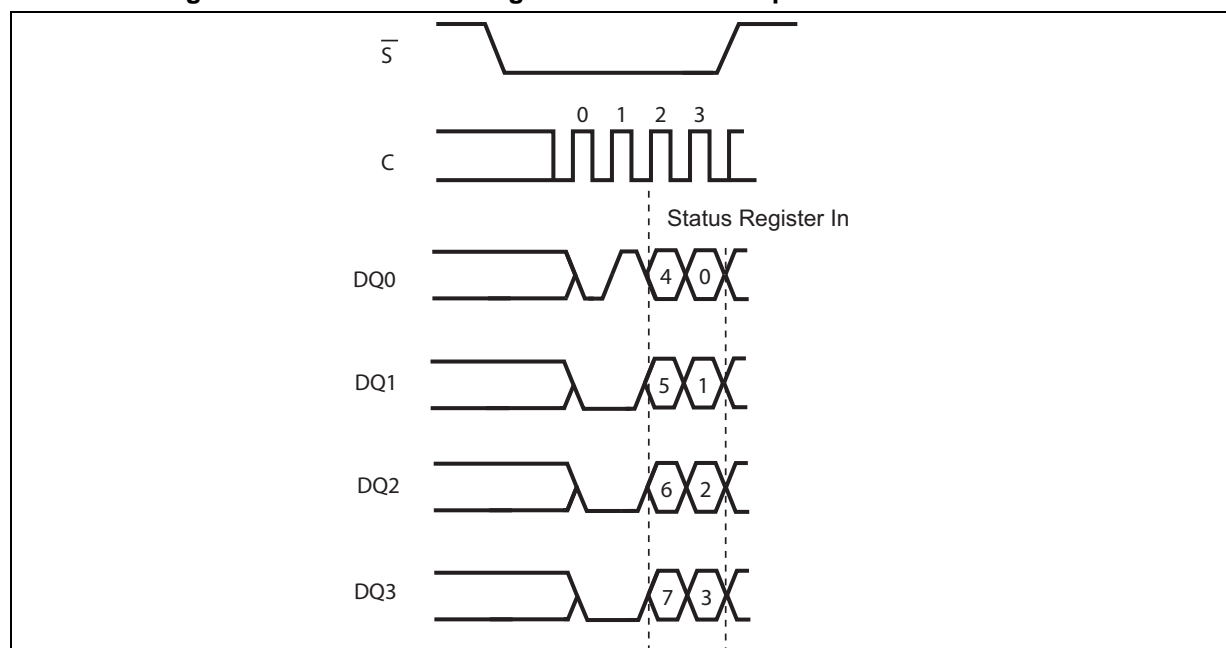 S̅
0 1 2 3
C
Status Register In
DQ0 4 0
DQ1 5 1
DQ2 6 2
DQ3 7 3